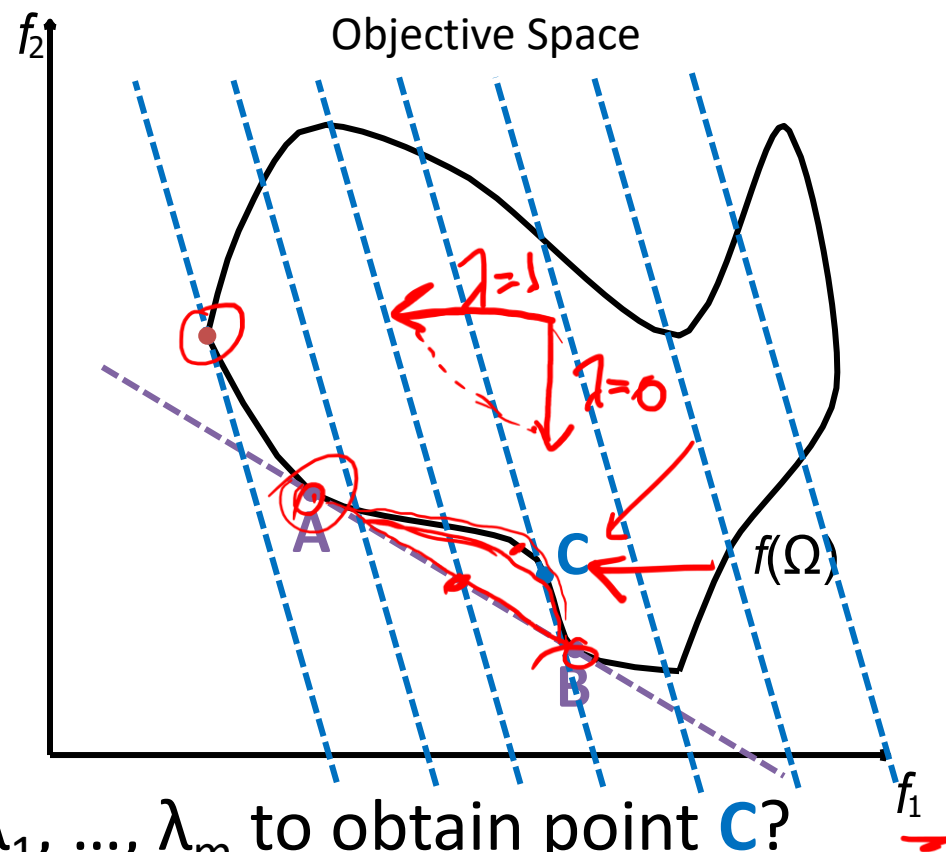 Objective Space
f₂
λ=1
λ=0
A
C
f(Ω)
B
f₁
λ₁, ..., λₘ to obtain point C?